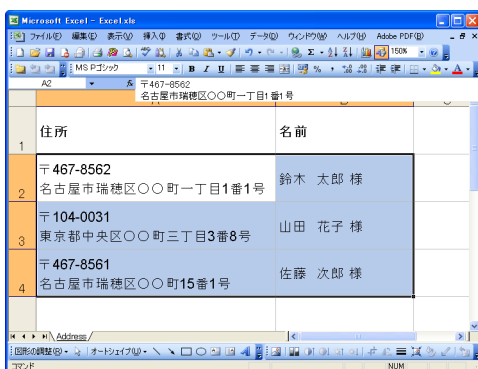 Microsoft Excel - Excel.xls
ファイル(F) 編集(E) 表示(V) 挿入(I) 書式(O) ツール(T) データ(D) ウィンドウ(W) ヘルプ(H) Adobe PDF(B)
150%
MS Pゴシック 11 B I U
A2 fx 〒467-8562
名古屋市瑞穂区〇〇町一丁目1番1号
1 住所 名前
2 〒467-8562
名古屋市瑞穂区〇〇町一丁目1番1号 鈴木 太郎 様
3 〒104-0031
東京都中央区〇〇町三丁目3番8号 山田 花子 様
4 〒467-8561
名古屋市瑞穂区〇〇町15番1号 佐藤 次郎 様
Address
図形の調整(R) オートシェイプ(U)
コマンド NUM